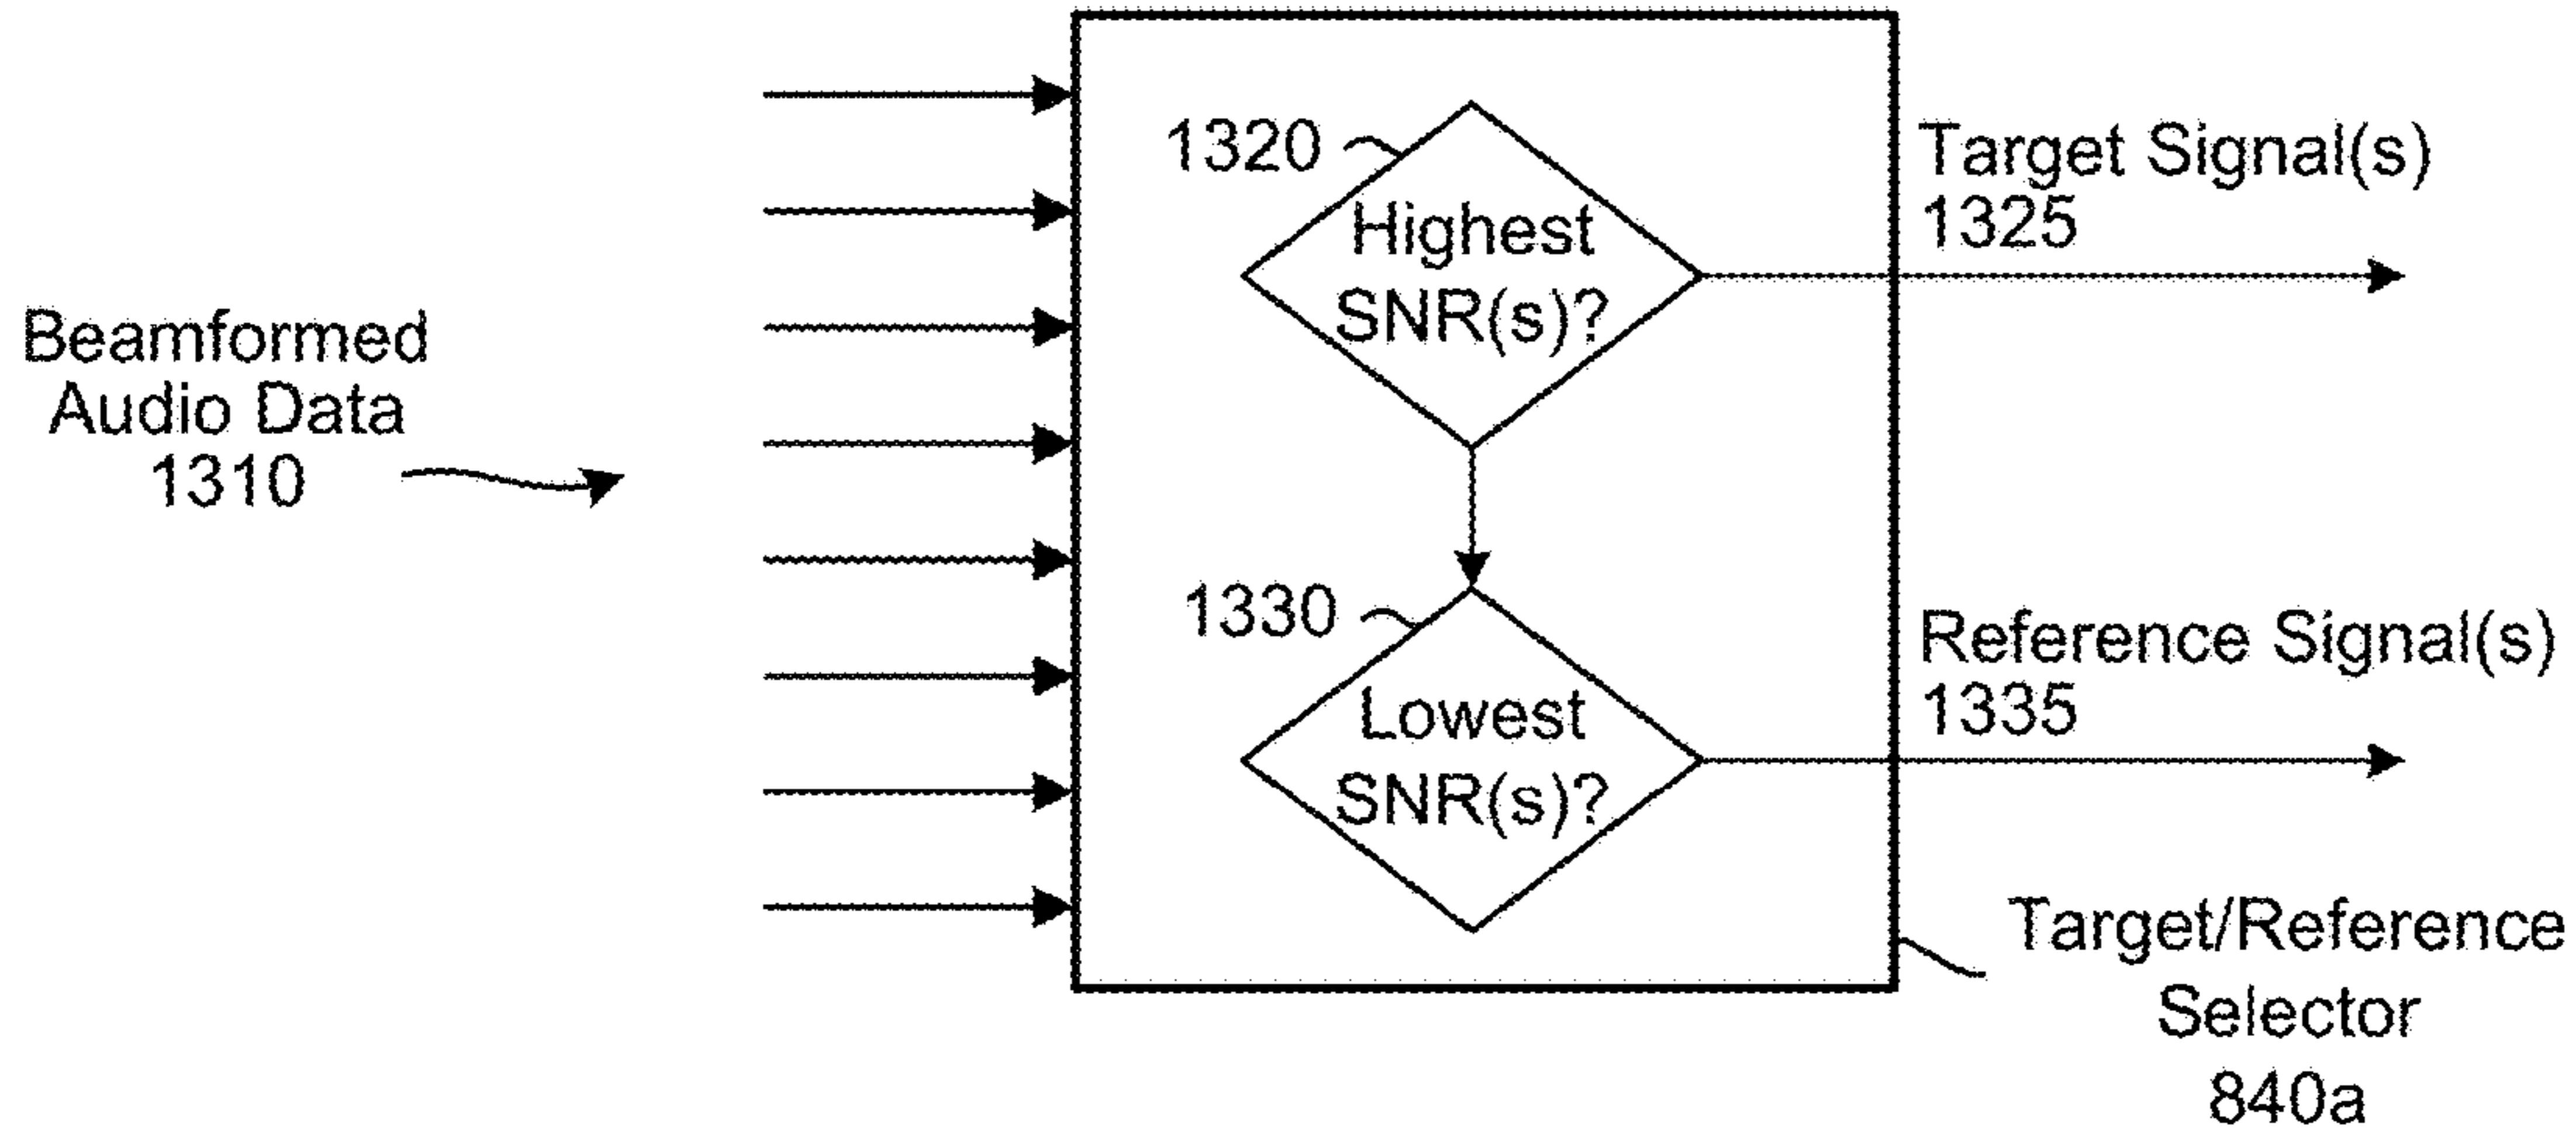 Beamformed
Audio Data
1310
1320
Highest
SNR(s)?
Target Signal(s)
1325
1330
Lowest
SNR(s)?
Reference Signal(s)
1335
Target/Reference
Selector
840a